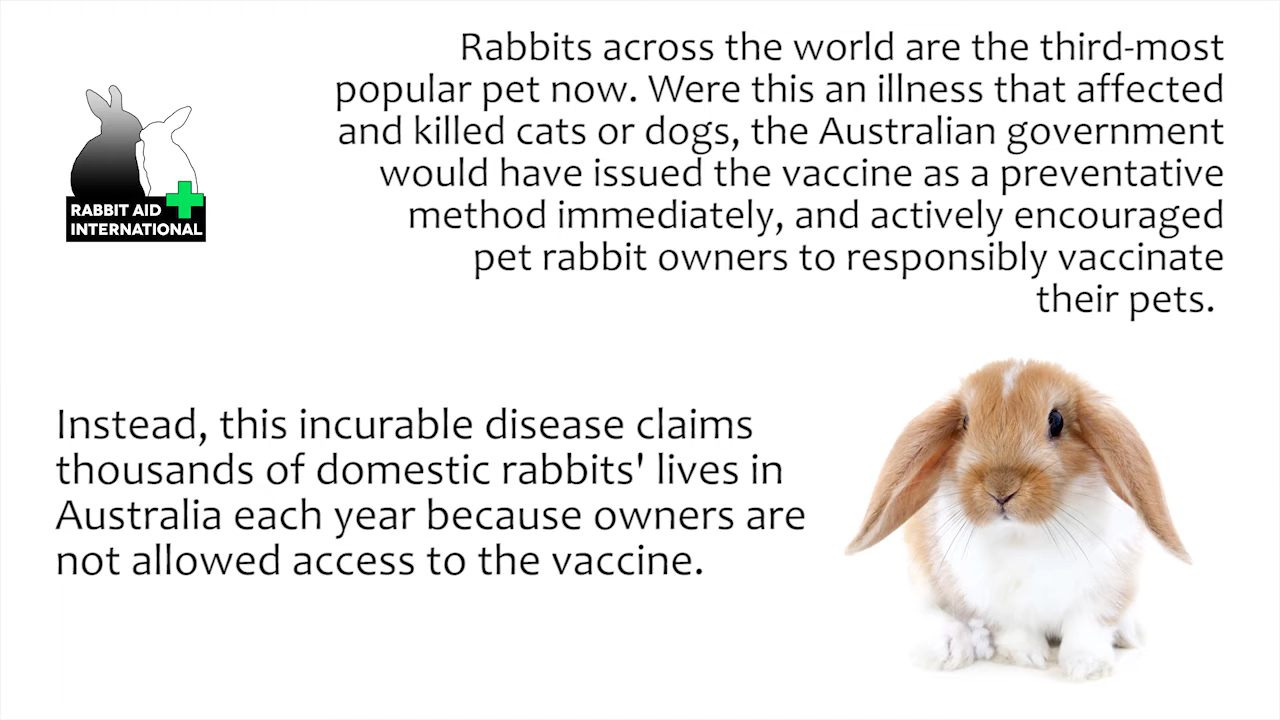 Rabbits across the world are the third-most
popular pet now. Were this an illness that affected
and killed cats or dogs, the Australian government
would have issued the vaccine as a preventative
method immediately, and actively encouraged
pet rabbit owners to responsibly vaccinate
their pets.
RABBIT AID
INTERNATIONAL
Instead, this incurable disease claims
thousands of domestic rabbits' lives in
Australia each year because owners are
not allowed access to the vaccine.